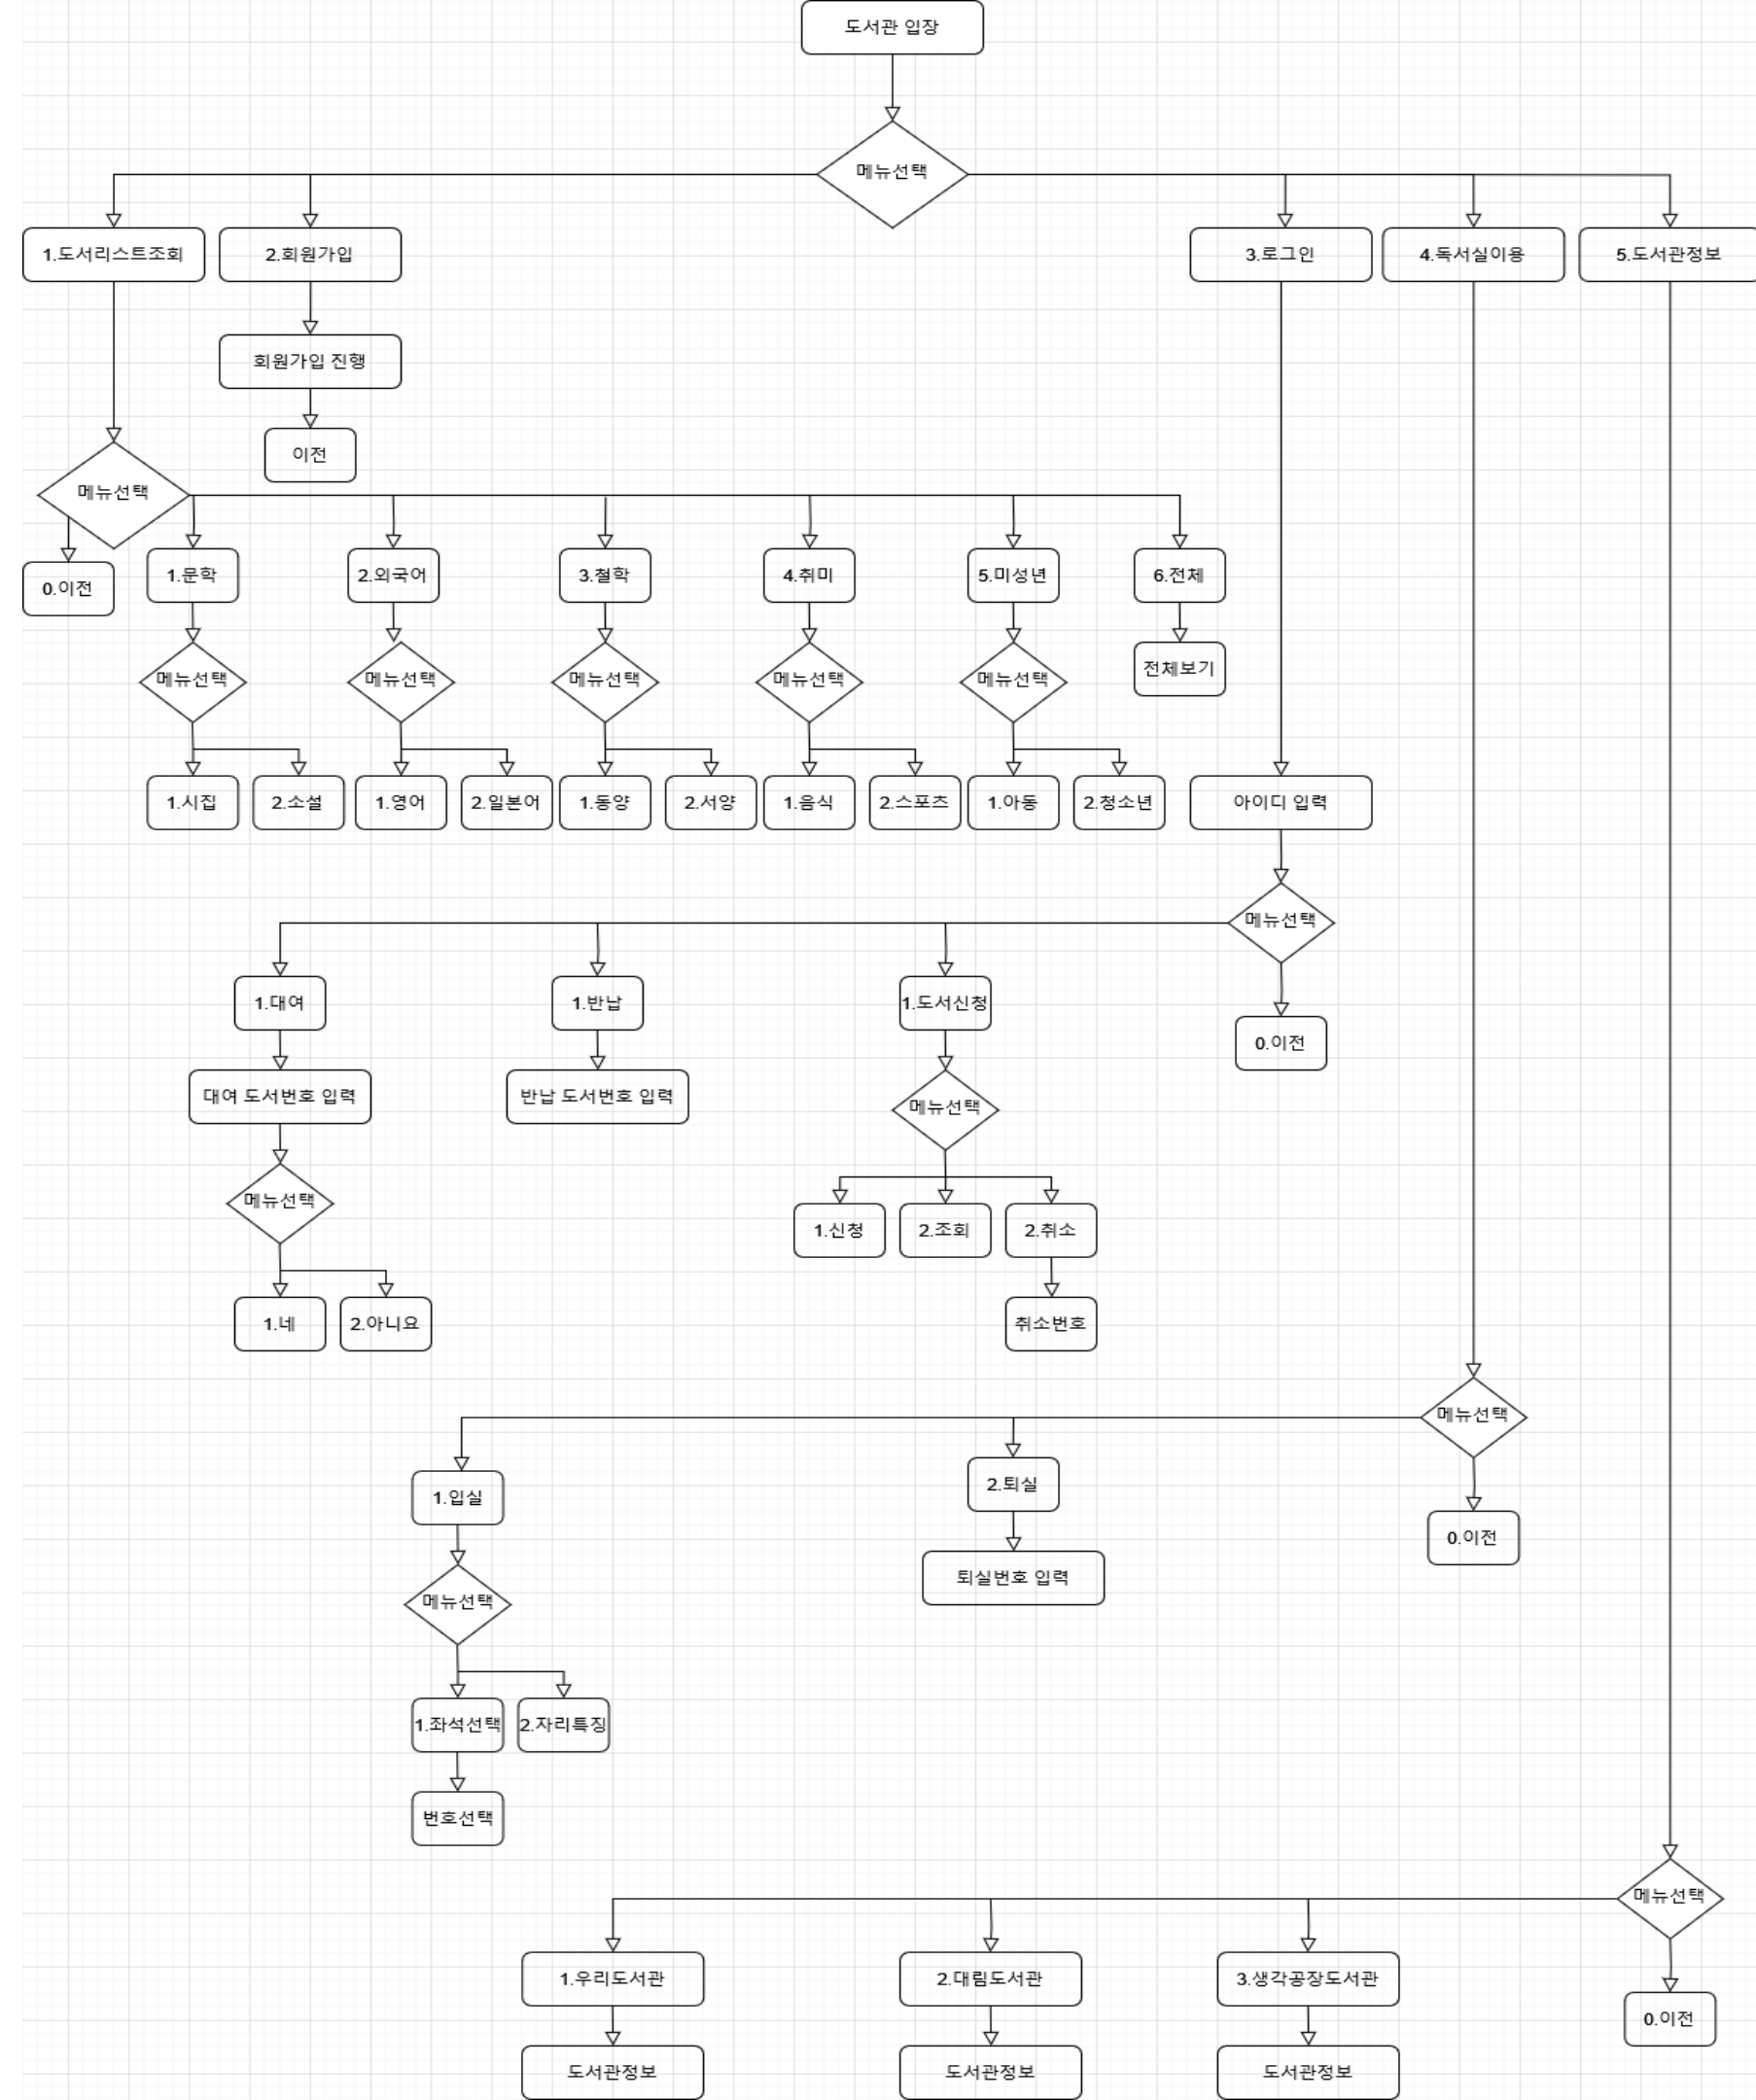 도서관 입장
메뉴선택
1.도서리스트조회
2.회원가입
3.로그인
4.독서실이용
5.도서관정보
회원가입 진행
이전
메뉴선택
0.이전
1.문학
2.외국어
3.철학
4.취미
5.미성년
6.전체
메뉴선택
메뉴선택
메뉴선택
메뉴선택
메뉴선택
전체보기
1.시집
2.소설
1.영어
2.일본어
1.동양
2.서양
1.음식
2.스포츠
1.아동
2.청소년
아이디 입력
메뉴선택
1.대여
1.반납
1.도서신청
0.이전
대여 도서번호 입력
반납 도서번호 입력
메뉴선택
메뉴선택
1.신청
2.조회
2.취소
1.네
2.아니요
취소번호
메뉴선택
1.입실
2.퇴실
0.이전
퇴실번호 입력
메뉴선택
1.좌석선택
2.자리특징
번호선택
메뉴선택
1.우리도서관
2.대림도서관
3.생각공장도서관
0.이전
도서관정보
도서관정보
도서관정보